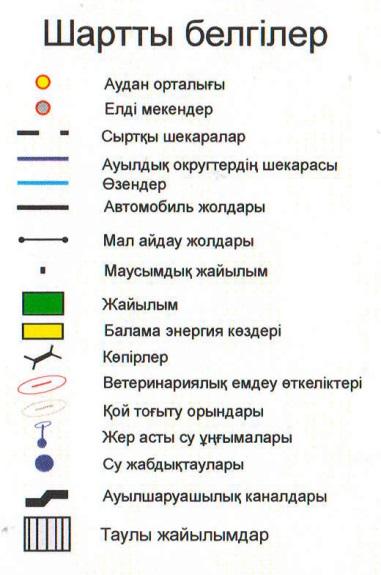 Шартты белгілер
Аудан орталығы
Елді мекендер
Сыртқы шекаралар
Ауылдық округтердің шекарасы
Өзендер
Автомобиль жолдары
Мал айдау жолдары
Маусымдық жайылым
Жайылым
Балама энергия көздері
Көпірлер
Ветеринариялық емдеу өткеліктері
Қой тоғыту орындары
Жер асты су ұңғымалары
Су жабдықтаулары
Ауылшаруашылық каналдары
Таулы жайылымдар